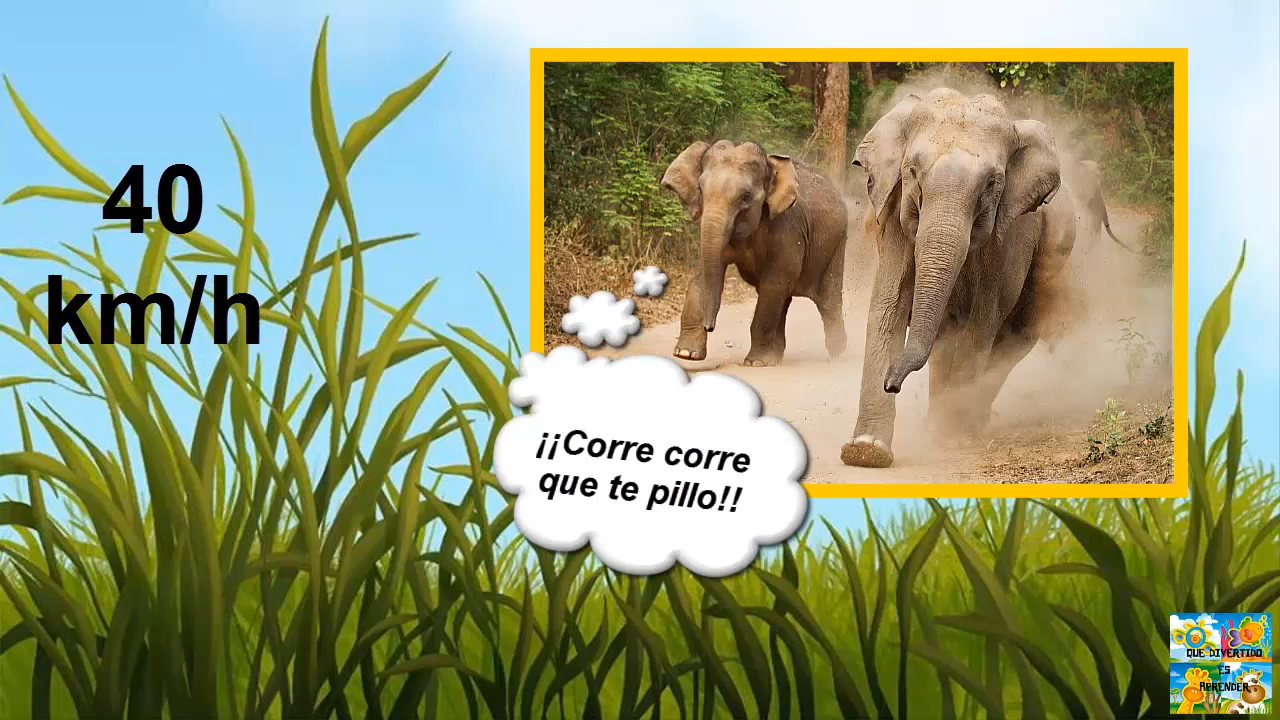 40
km/h
¡¡Corre corre
que te pillo!!
QUE DIVERTIDO
ES
APRENDER